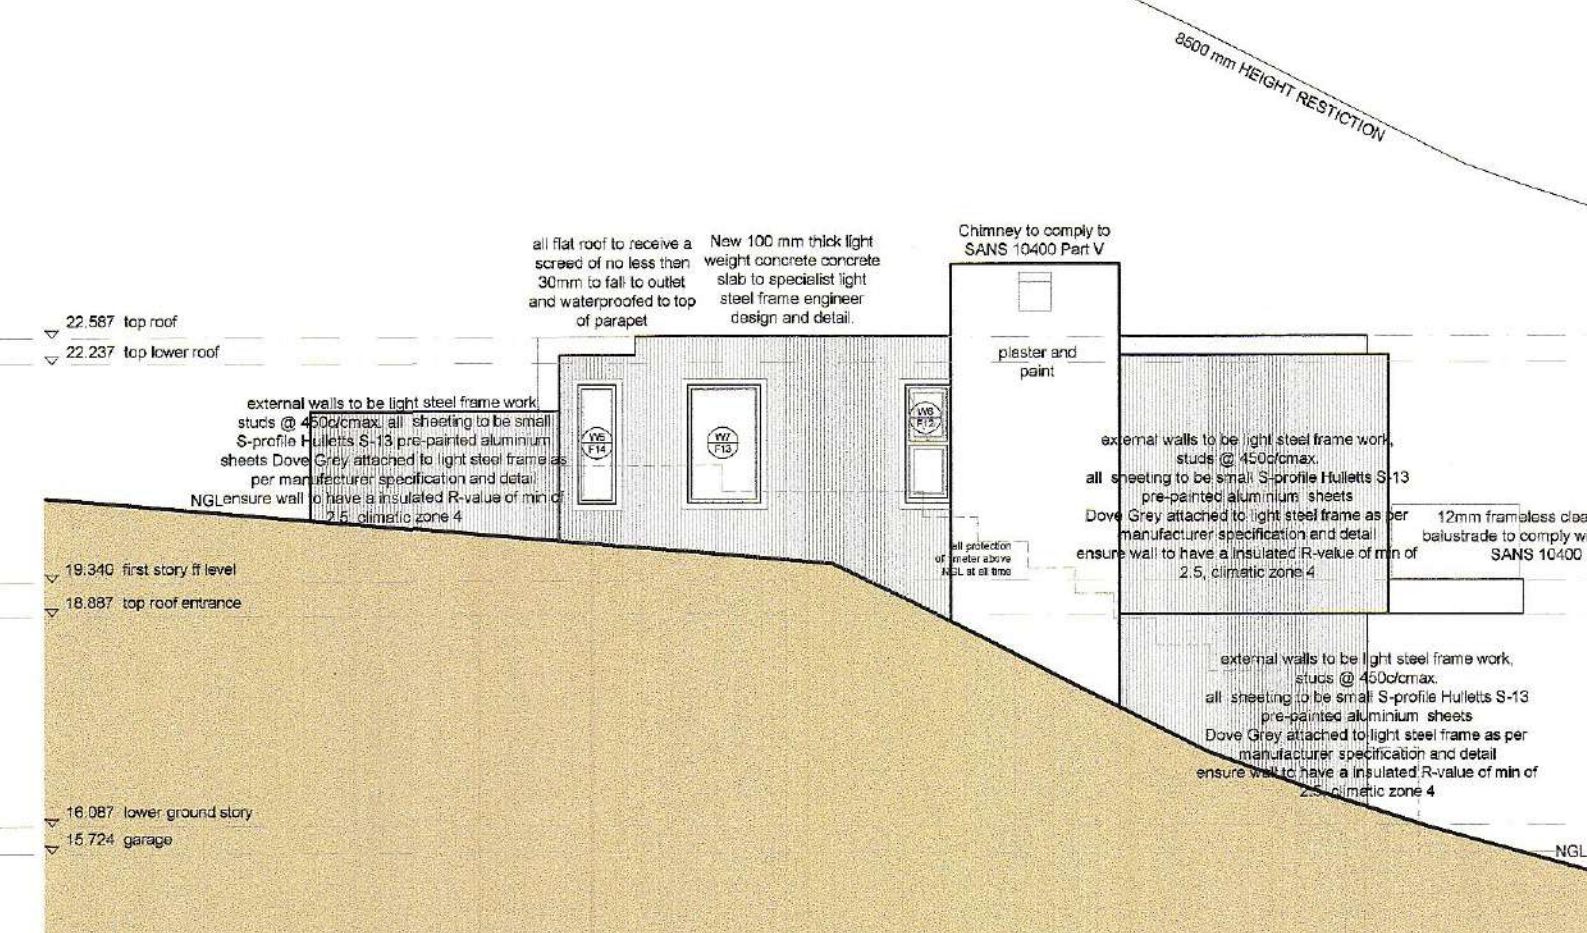 8500 mm HEIGHT RESTICTION
Chimney to comply to
SANS 10400 Part V
all flat roof to receive a
screed of no less then
30mm to fall to outlet
and waterproofed to top
of parapet
New 100 mm thick light
weight concrete concrete
slab to specialist light
steel frame engineer
design and detail.
22.587 top roof
22.237 top lower roof
plaster and
paint
external walls to be light steel frame work
studs @ 450c/cmax. all sheeting to be small
S-profile Hulletts S-13 pre-painted aluminium
sheets Dove Grey attached to light steel frame as
per manufacturer specification and detail
NGL
ensure wall to have a insulated R-value of min of
2.5, climatic zone 4
W5
F14
W7
F13
W6
F12
external walls to be light steel frame work,
studs @ 450c/cmax.
all sheeting to be small S-profile Hulletts S-13
pre-painted aluminium sheets
Dove Grey attached to light steel frame as per
manufacturer specification and detail
ensure wall to have a insulated R-value of min of
2.5, climatic zone 4
12mm frameless clea
balustrade to comply w
SANS 10400
protection
of meter above
NGL at all time
19.340 first story ff level
18.887 top roof entrance
external walls to be light steel frame work,
studs @ 450c/cmax.
all sheeting to be small S-profile Hulletts S-13
pre-painted aluminium sheets
Dove Grey attached to light steel frame as per
manufacturer specification and detail
ensure wall to have a insulated R-value of min of
2.5, climatic zone 4
16.087 lower ground story
15.724 garage
NGL